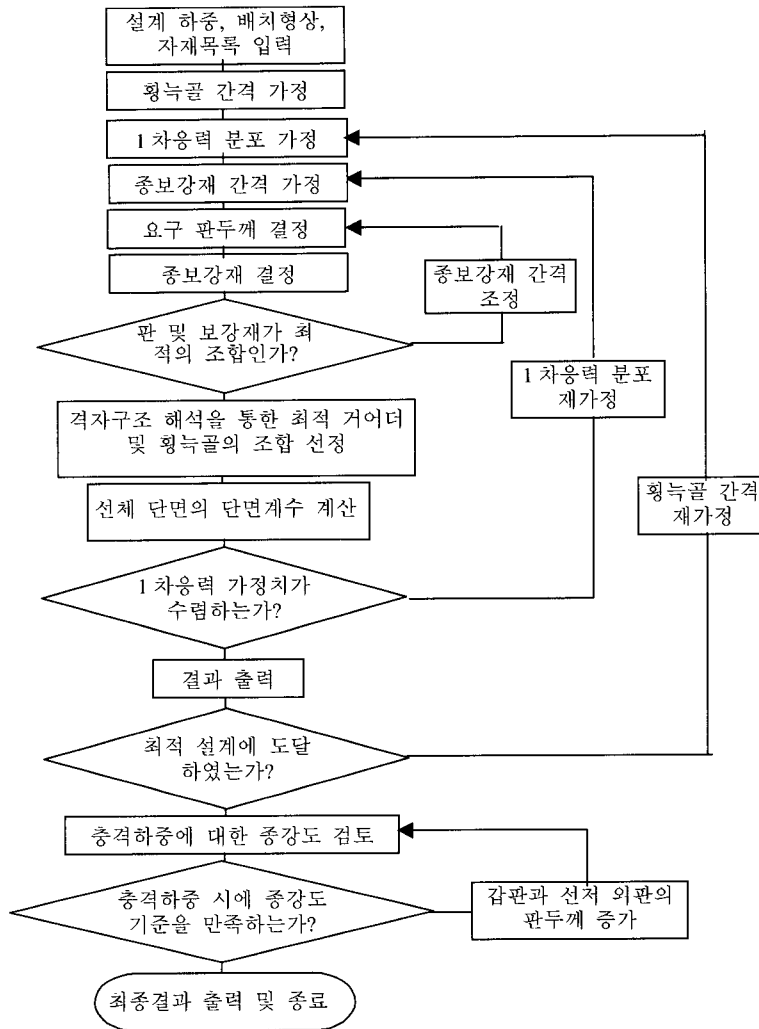 설계 하중, 배치형상,
자재목록 입력
횡늑골 간격 가정
1차응력 분포 가정
종보강재 간격 가정
요구 판두께 결정
종보강재 결정
종보강재 간격
조정
판 및 보강재가 최
적의 조합인가?
1차응력 분포
재가정
격자구조 해석을 통한 최적 거어더
및 횡늑골의 조합 선정
횡늑골 간격
재가정
선체 단면의 단면계수 계산
1차응력 가정치가
수렴하는가?
결과 출력
최적 설계에 도달
하였는가?
충격하중에 대한 종강도 검토
충격하중 시에 종강도
기준을 만족하는가?
갑판과 선저 외판의
판두께 증가
최종결과 출력 및 종료